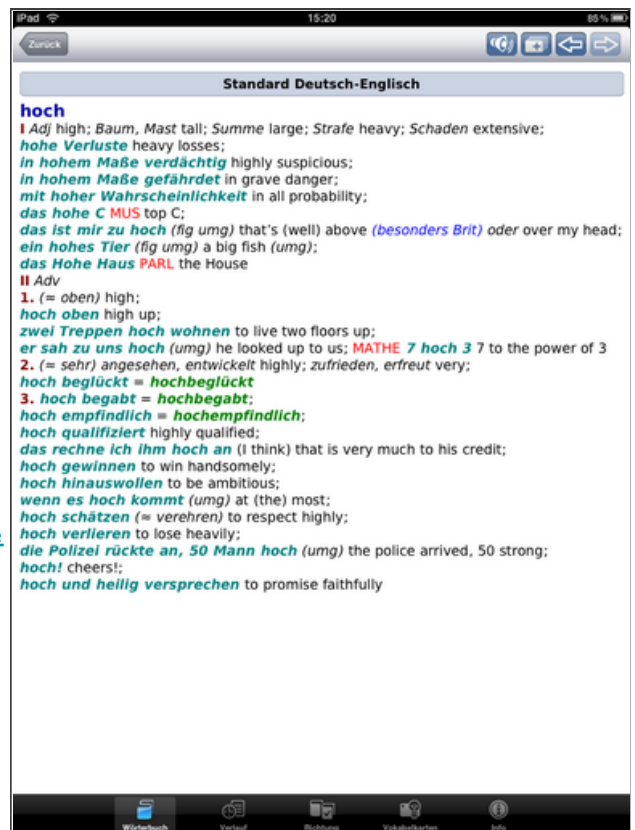 iPad 15:20 85 %
Zurück
Standard Deutsch-Englisch
hoch
I Adj high; Baum, Mast tall; Summe large; Strafe heavy; Schaden extensive;
hohe Verluste heavy losses;
in hohem Maße verdächtig highly suspicious;
in hohem Maße gefährdet in grave danger;
mit hoher Wahrscheinlichkeit in all probability;
das hohe C MUS top C;
das ist mir zu hoch (fig umg) that's (well) above (besonders Brit) oder over my head;
ein hohes Tier (fig umg) a big fish (umg);
das Hohe Haus PARL the House
II Adv
1. (≈ oben) high;
hoch oben high up;
zwei Treppen hoch wohnen to live two floors up;
er sah zu uns hoch (umg) he looked up to us; MATHE 7 hoch 3 7 to the power of 3
2. (≈ sehr) angesehen, entwickelt highly; zufrieden, erfreut very;
hoch beglückt = hochbeglückt
3. hoch begabt = hochbegabt;
hoch empfindlich = hochempfindlich;
hoch qualifiziert highly qualified;
das rechne ich ihm hoch an (I think) that is very much to his credit;
hoch gewinnen to win handsomely;
hoch hinauswollen to be ambitious;
wenn es hoch kommt (umg) at (the) most;
hoch schätzen (≈ verehren) to respect highly;
hoch verlieren to lose heavily;
die Polizei rückte an, 50 Mann hoch (umg) the police arrived, 50 strong;
hoch! cheers!;
hoch und heilig versprechen to promise faithfully
Wörterbuch Verlauf Richtung Vokabelkarten Info